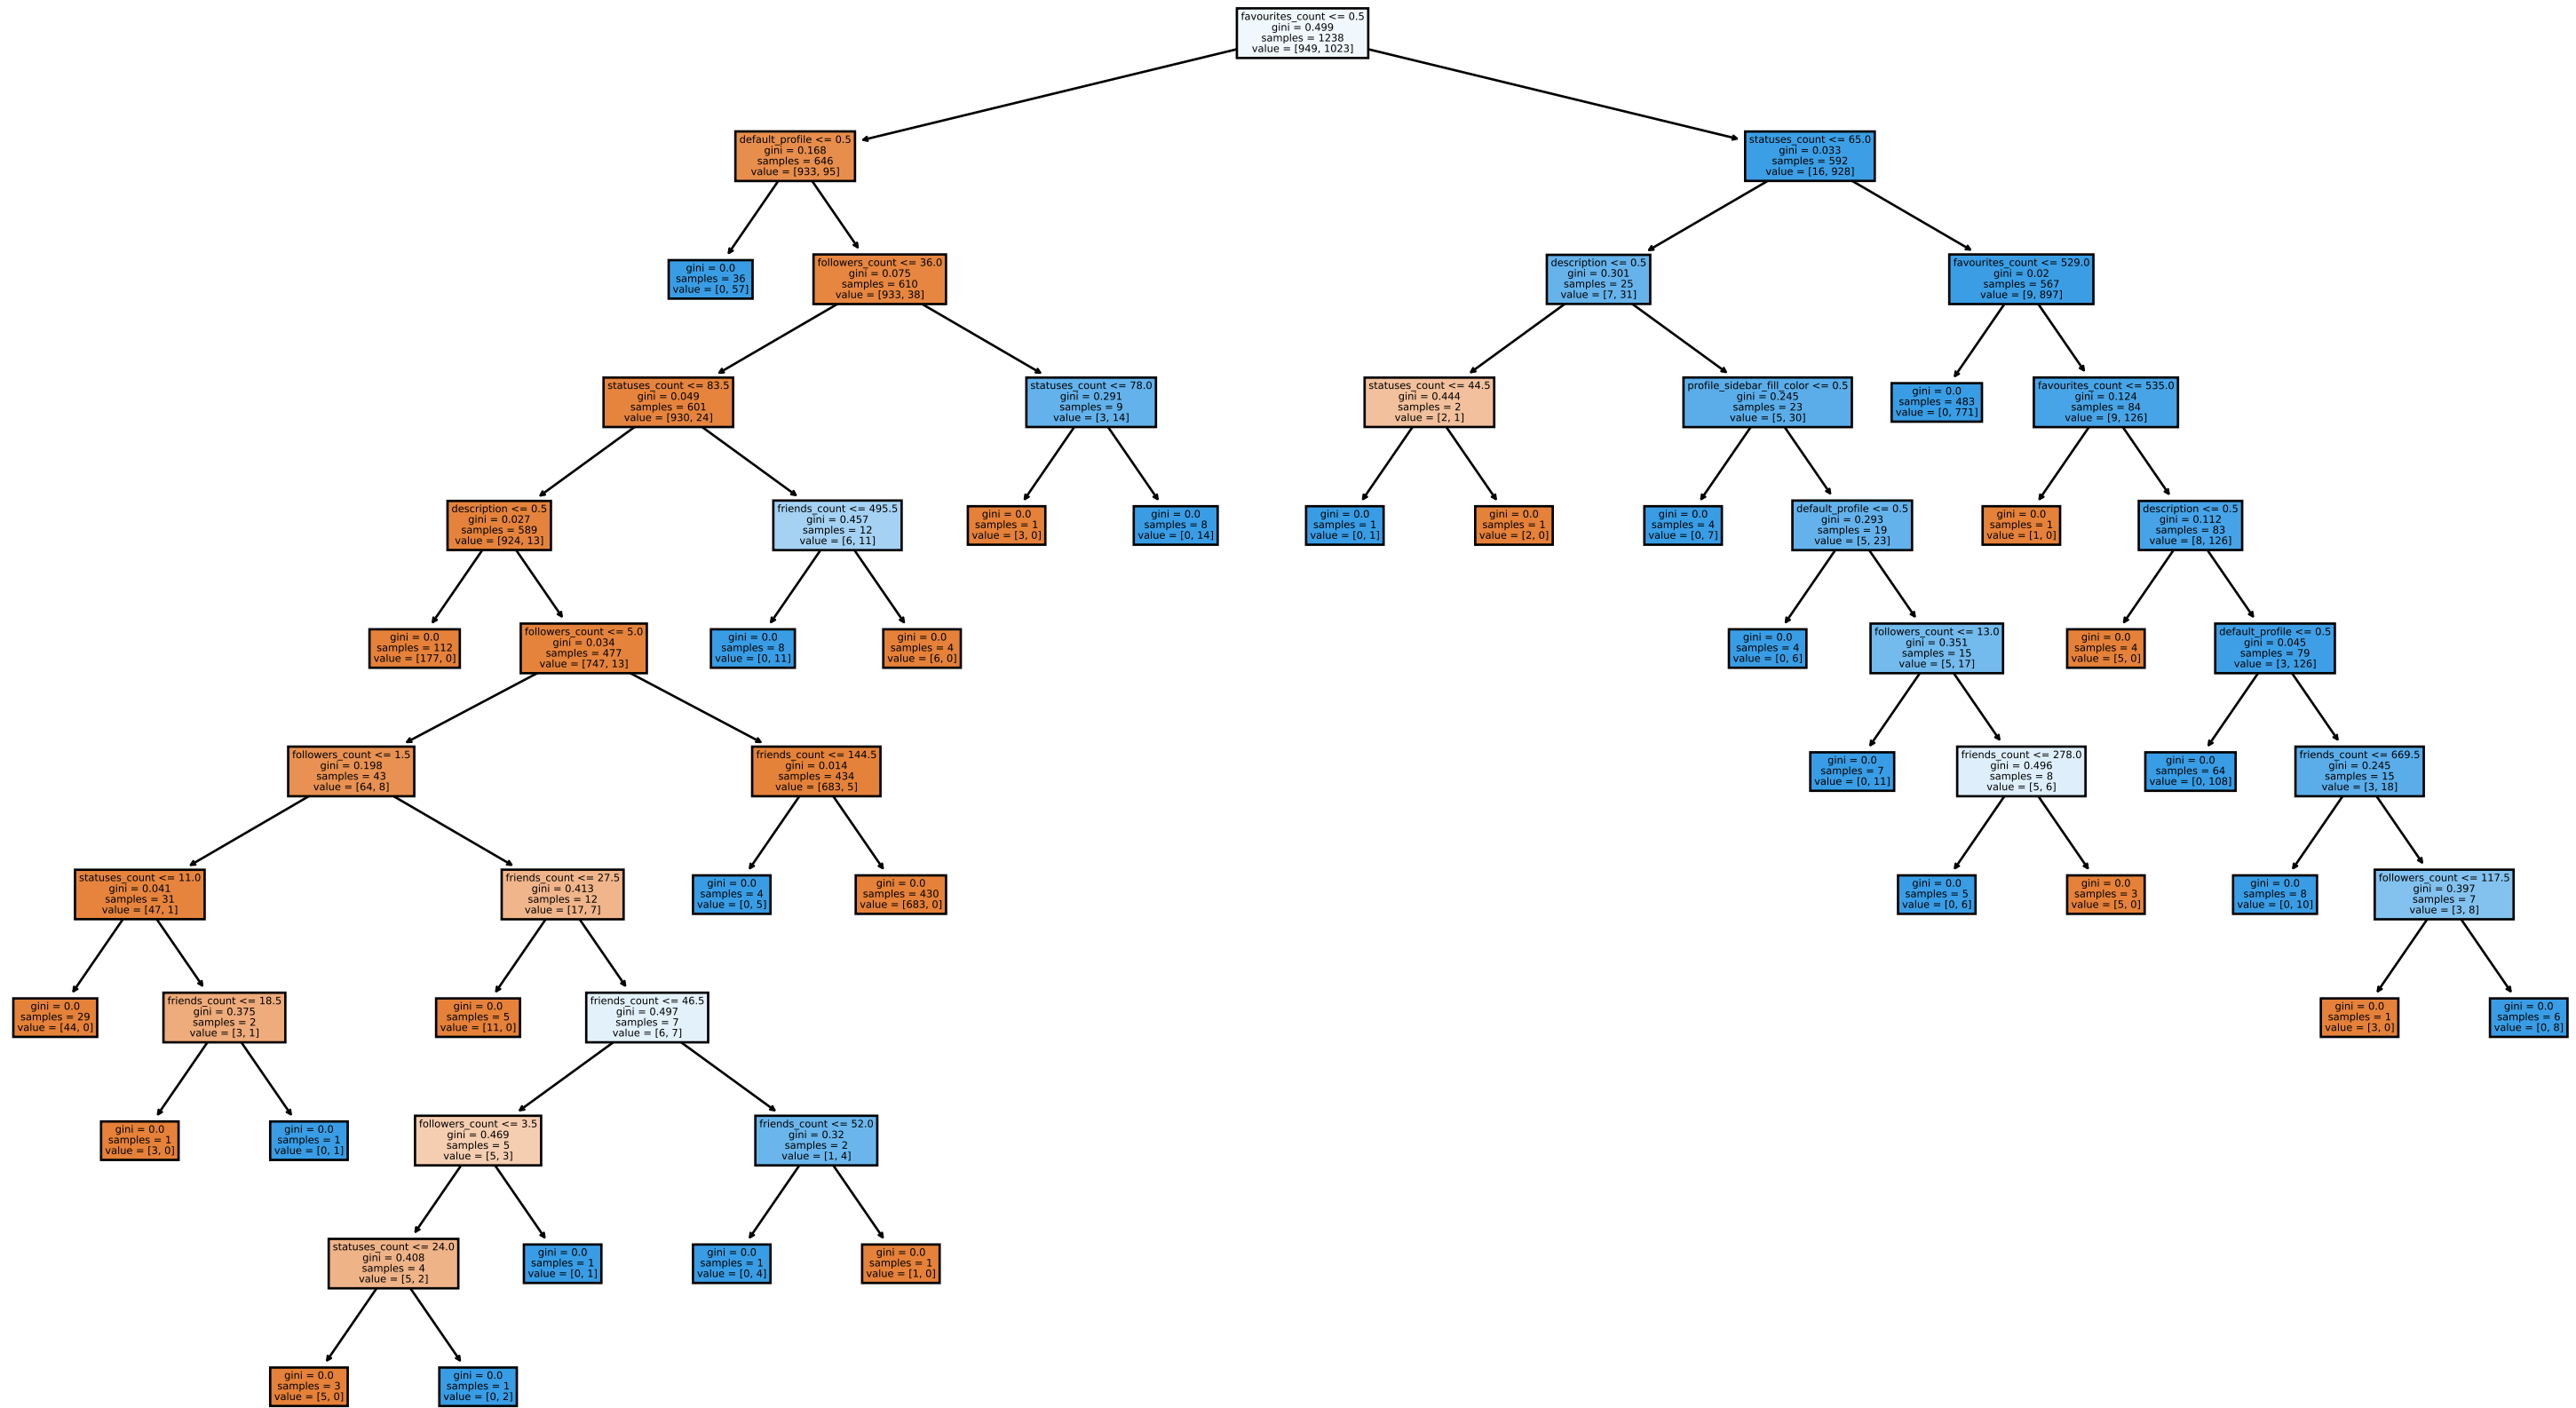 favourites_count <= 0.5
gini = 0.499
samples = 1238
value = [949, 1023]
default_profile <= 0.5
gini = 0.168
samples = 646
value = [933, 95]
statuses_count <= 65.0
gini = 0.033
samples = 592
value = [16, 928]
gini = 0.0
samples = 36
value = [0, 57]
followers_count <= 36.0
gini = 0.075
samples = 610
value = [933, 38]
description <= 0.5
gini = 0.301
samples = 25
value = [7, 31]
favourites_count <= 529.0
gini = 0.02
samples = 567
value = [9, 897]
statuses_count <= 83.5
gini = 0.049
samples = 601
value = [930, 24]
statuses_count <= 78.0
gini = 0.291
samples = 9
value = [3, 14]
statuses_count <= 44.5
gini = 0.444
samples = 2
value = [2, 1]
profile_sidebar_fill_color <= 0.5
gini = 0.245
samples = 23
value = [5, 30]
gini = 0.0
samples = 483
value = [0, 771]
favourites_count <= 535.0
gini = 0.124
samples = 84
value = [9, 126]
description <= 0.5
gini = 0.027
samples = 589
value = [924, 13]
friends_count <= 495.5
gini = 0.457
samples = 12
value = [6, 11]
gini = 0.0
samples = 1
value = [3, 0]
gini = 0.0
samples = 8
value = [0, 14]
gini = 0.0
samples = 1
value = [0, 1]
gini = 0.0
samples = 1
value = [2, 0]
gini = 0.0
samples = 4
value = [0, 7]
default_profile <= 0.5
gini = 0.293
samples = 19
value = [5, 23]
gini = 0.0
samples = 1
value = [1, 0]
description <= 0.5
gini = 0.112
samples = 83
value = [8, 126]
gini = 0.0
samples = 112
value = [177, 0]
followers_count <= 5.0
gini = 0.034
samples = 477
value = [747, 13]
gini = 0.0
samples = 8
value = [0, 11]
gini = 0.0
samples = 4
value = [6, 0]
gini = 0.0
samples = 4
value = [0, 6]
followers_count <= 13.0
gini = 0.351
samples = 15
value = [5, 17]
gini = 0.0
samples = 4
value = [5, 0]
default_profile <= 0.5
gini = 0.045
samples = 79
value = [3, 126]
followers_count <= 1.5
gini = 0.198
samples = 43
value = [64, 8]
friends_count <= 144.5
gini = 0.014
samples = 434
value = [683, 5]
gini = 0.0
samples = 7
value = [0, 11]
friends_count <= 278.0
gini = 0.496
samples = 8
value = [5, 6]
gini = 0.0
samples = 64
value = [0, 108]
friends_count <= 669.5
gini = 0.245
samples = 15
value = [3, 18]
statuses_count <= 11.0
gini = 0.041
samples = 31
value = [47, 1]
friends_count <= 27.5
gini = 0.413
samples = 12
value = [17, 7]
gini = 0.0
samples = 4
value = [0, 5]
gini = 0.0
samples = 430
value = [683, 0]
gini = 0.0
samples = 5
value = [0, 6]
gini = 0.0
samples = 3
value = [5, 0]
gini = 0.0
samples = 8
value = [0, 10]
followers_count <= 117.5
gini = 0.397
samples = 7
value = [3, 8]
gini = 0.0
samples = 29
value = [44, 0]
friends_count <= 18.5
gini = 0.375
samples = 2
value = [3, 1]
gini = 0.0
samples = 5
value = [11, 0]
friends_count <= 46.5
gini = 0.497
samples = 7
value = [6, 7]
gini = 0.0
samples = 1
value = [3, 0]
gini = 0.0
samples = 6
value = [0, 8]
gini = 0.0
samples = 1
value = [3, 0]
gini = 0.0
samples = 1
value = [0, 1]
followers_count <= 3.5
gini = 0.469
samples = 5
value = [5, 3]
friends_count <= 52.0
gini = 0.32
samples = 2
value = [1, 4]
statuses_count <= 24.0
gini = 0.408
samples = 4
value = [5, 2]
gini = 0.0
samples = 1
value = [0, 1]
gini = 0.0
samples = 1
value = [0, 4]
gini = 0.0
samples = 1
value = [1, 0]
gini = 0.0
samples = 3
value = [5, 0]
gini = 0.0
samples = 1
value = [0, 2]